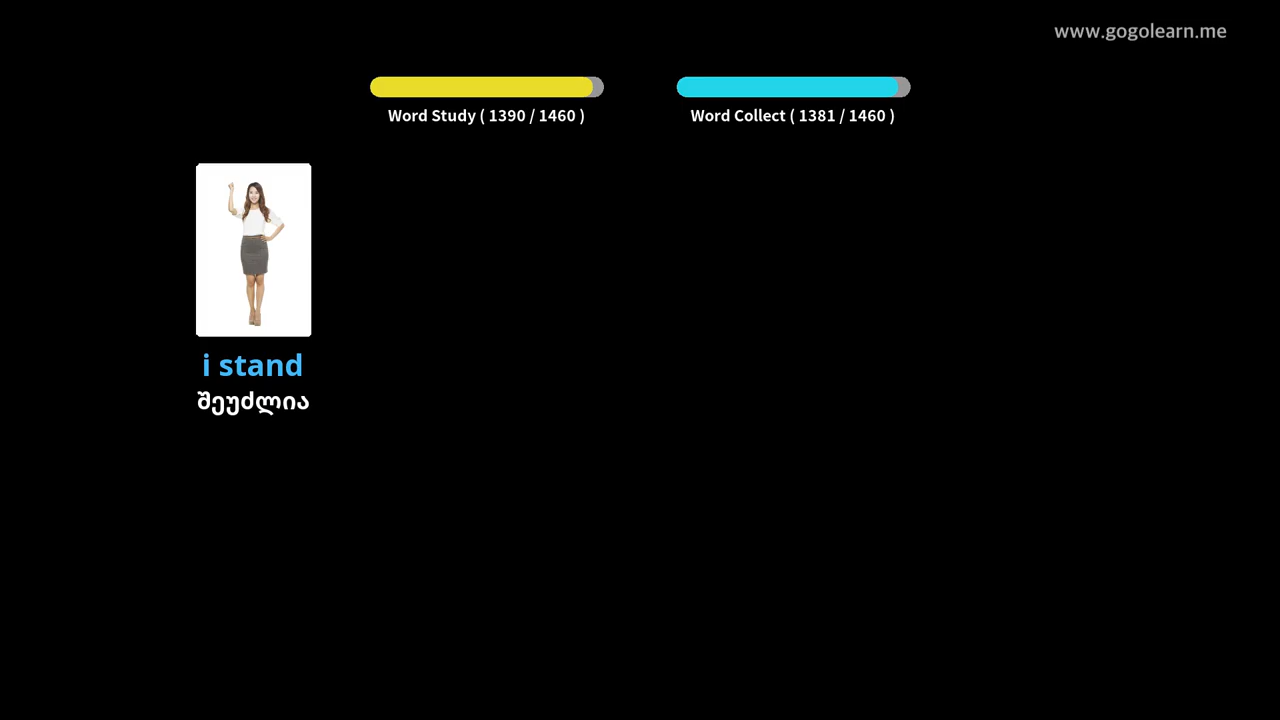 www.gogolearn.me
Word Study ( 1390 / 1460 )
Word Collect ( 1381 / 1460 )
i stand
შეუძლია